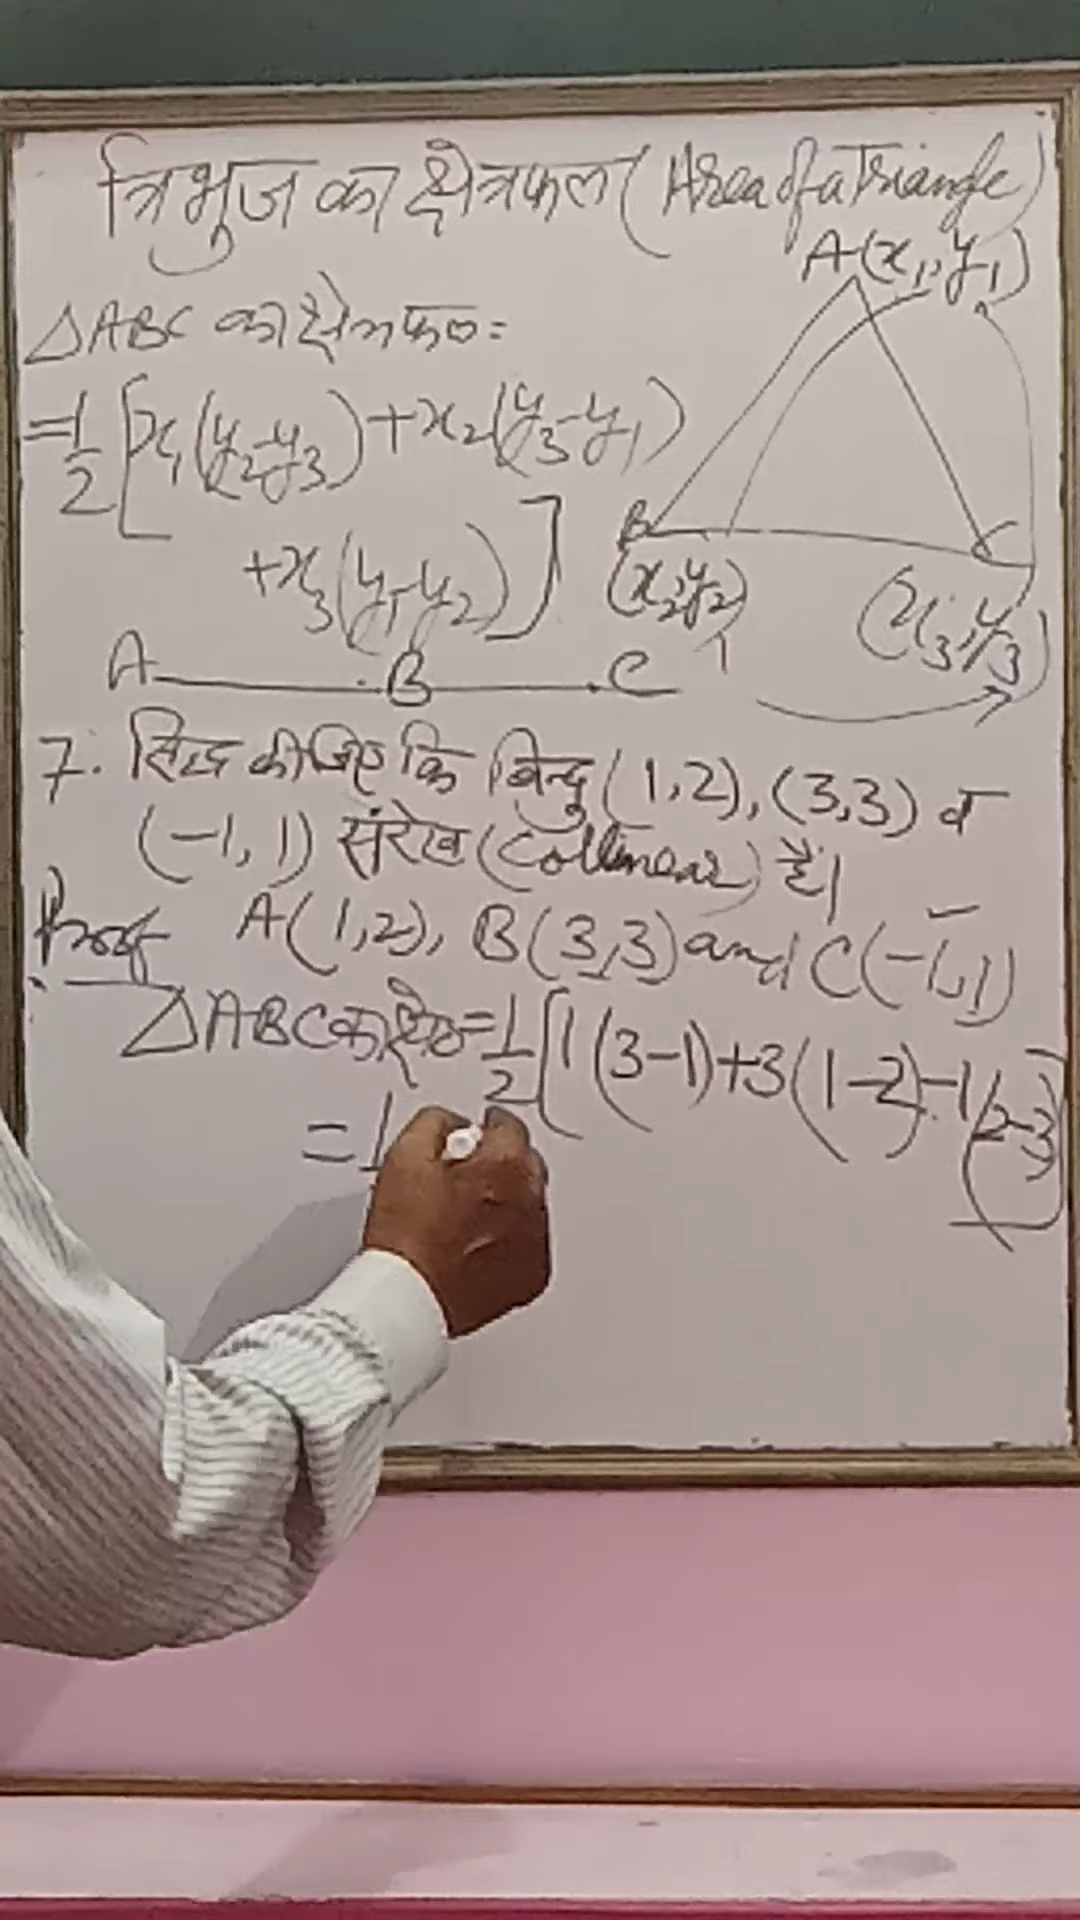 त्रिभुज का क्षेत्रफल (Area of a Triangle)
A(x₁, y₁)
△ABC का क्षेत्रफल=
=1/2[x₁(y₂-y₃)+x₂(y₃-y₁)
+x₃(y₁-y₂)]
B
C
(x₂,y₂)
(x₃,y₃)
A B C
7. सिद्ध कीजिए कि बिन्दु (1,2), (3,3) व
(-1, 1) संरेख (Collinear) हैं।
Proof A(1,2), B(3,3) and C(-1,1)
△ABC का क्षे०=1/2[1(3-1)+3(1-2)-1(2-3)]
=1